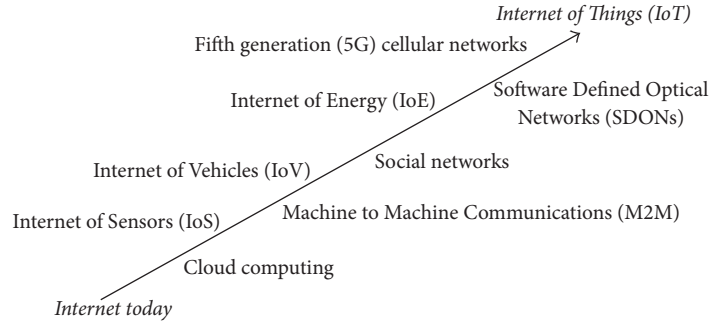 Internet of Things (IoT)
Fifth generation (5G) cellular networks
Software Defined Optical
Networks (SDONs)
Internet of Energy (IoE)
Social networks
Internet of Vehicles (IoV)
Machine to Machine Communications (M2M)
Internet of Sensors (IoS)
Cloud computing
Internet today